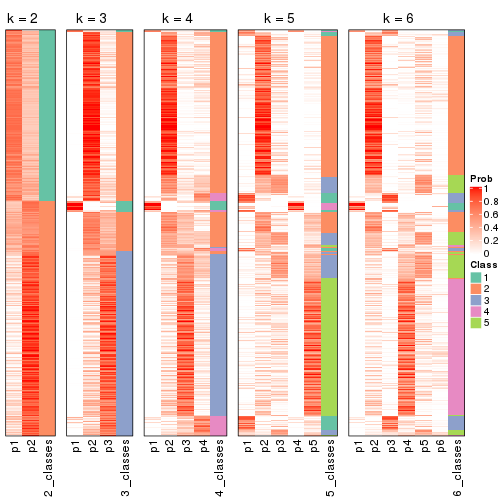 k = 2
k = 3
k = 4
k = 5
k = 6
Prob
1
0.8
0.6
0.4
0.2
0
Class
1
2
3
4
5
p1
p2
2_classes
p1
p2
p3
3_classes
p1
p2
p3
p4
4_classes
p1
p2
p3
p4
p5
5_classes
p1
p2
p3
p4
p5
p6
6_classes